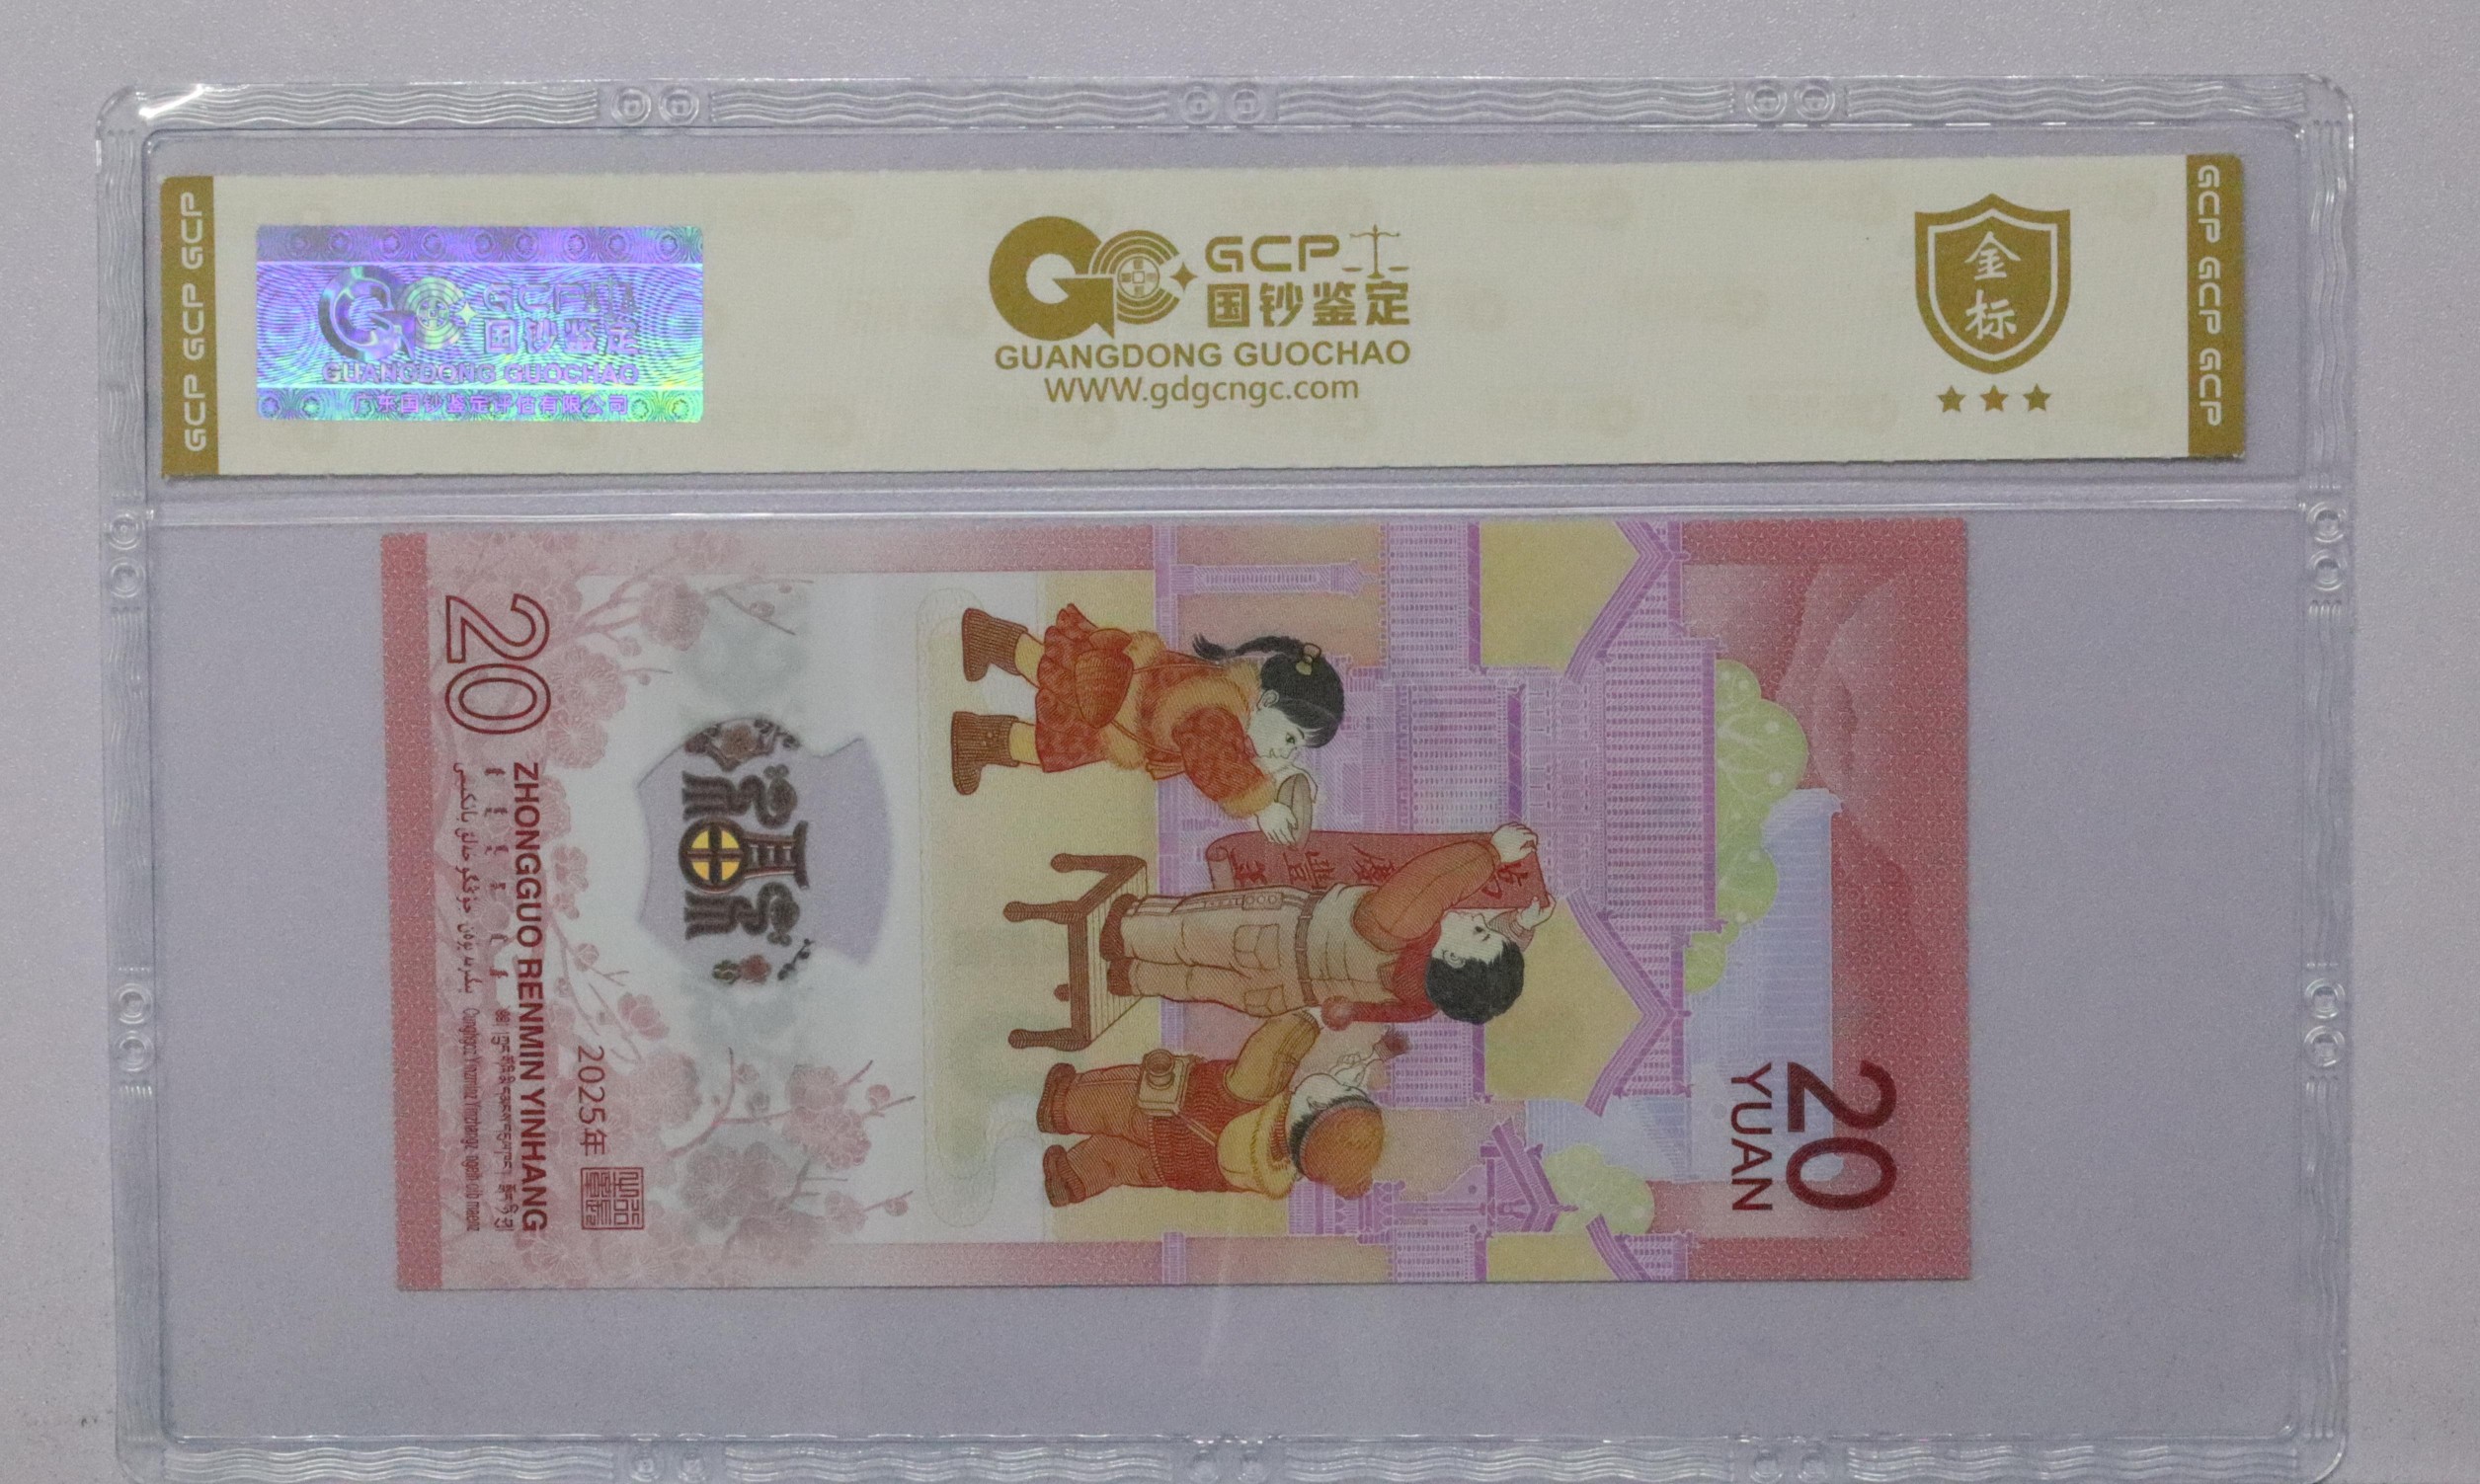 GCP GCP GCP
GCP
国钞鉴定
GUANGDONG GUOCHAO
广东国钞鉴定评估有限公司
GCP
国钞鉴定
GUANGDONG GUOCHAO
WWW.gdgcngc.com
金
标
GCP GCP GCP
20
YUAN
2025年
ZHONGGUO RENMIN YINHANG
20